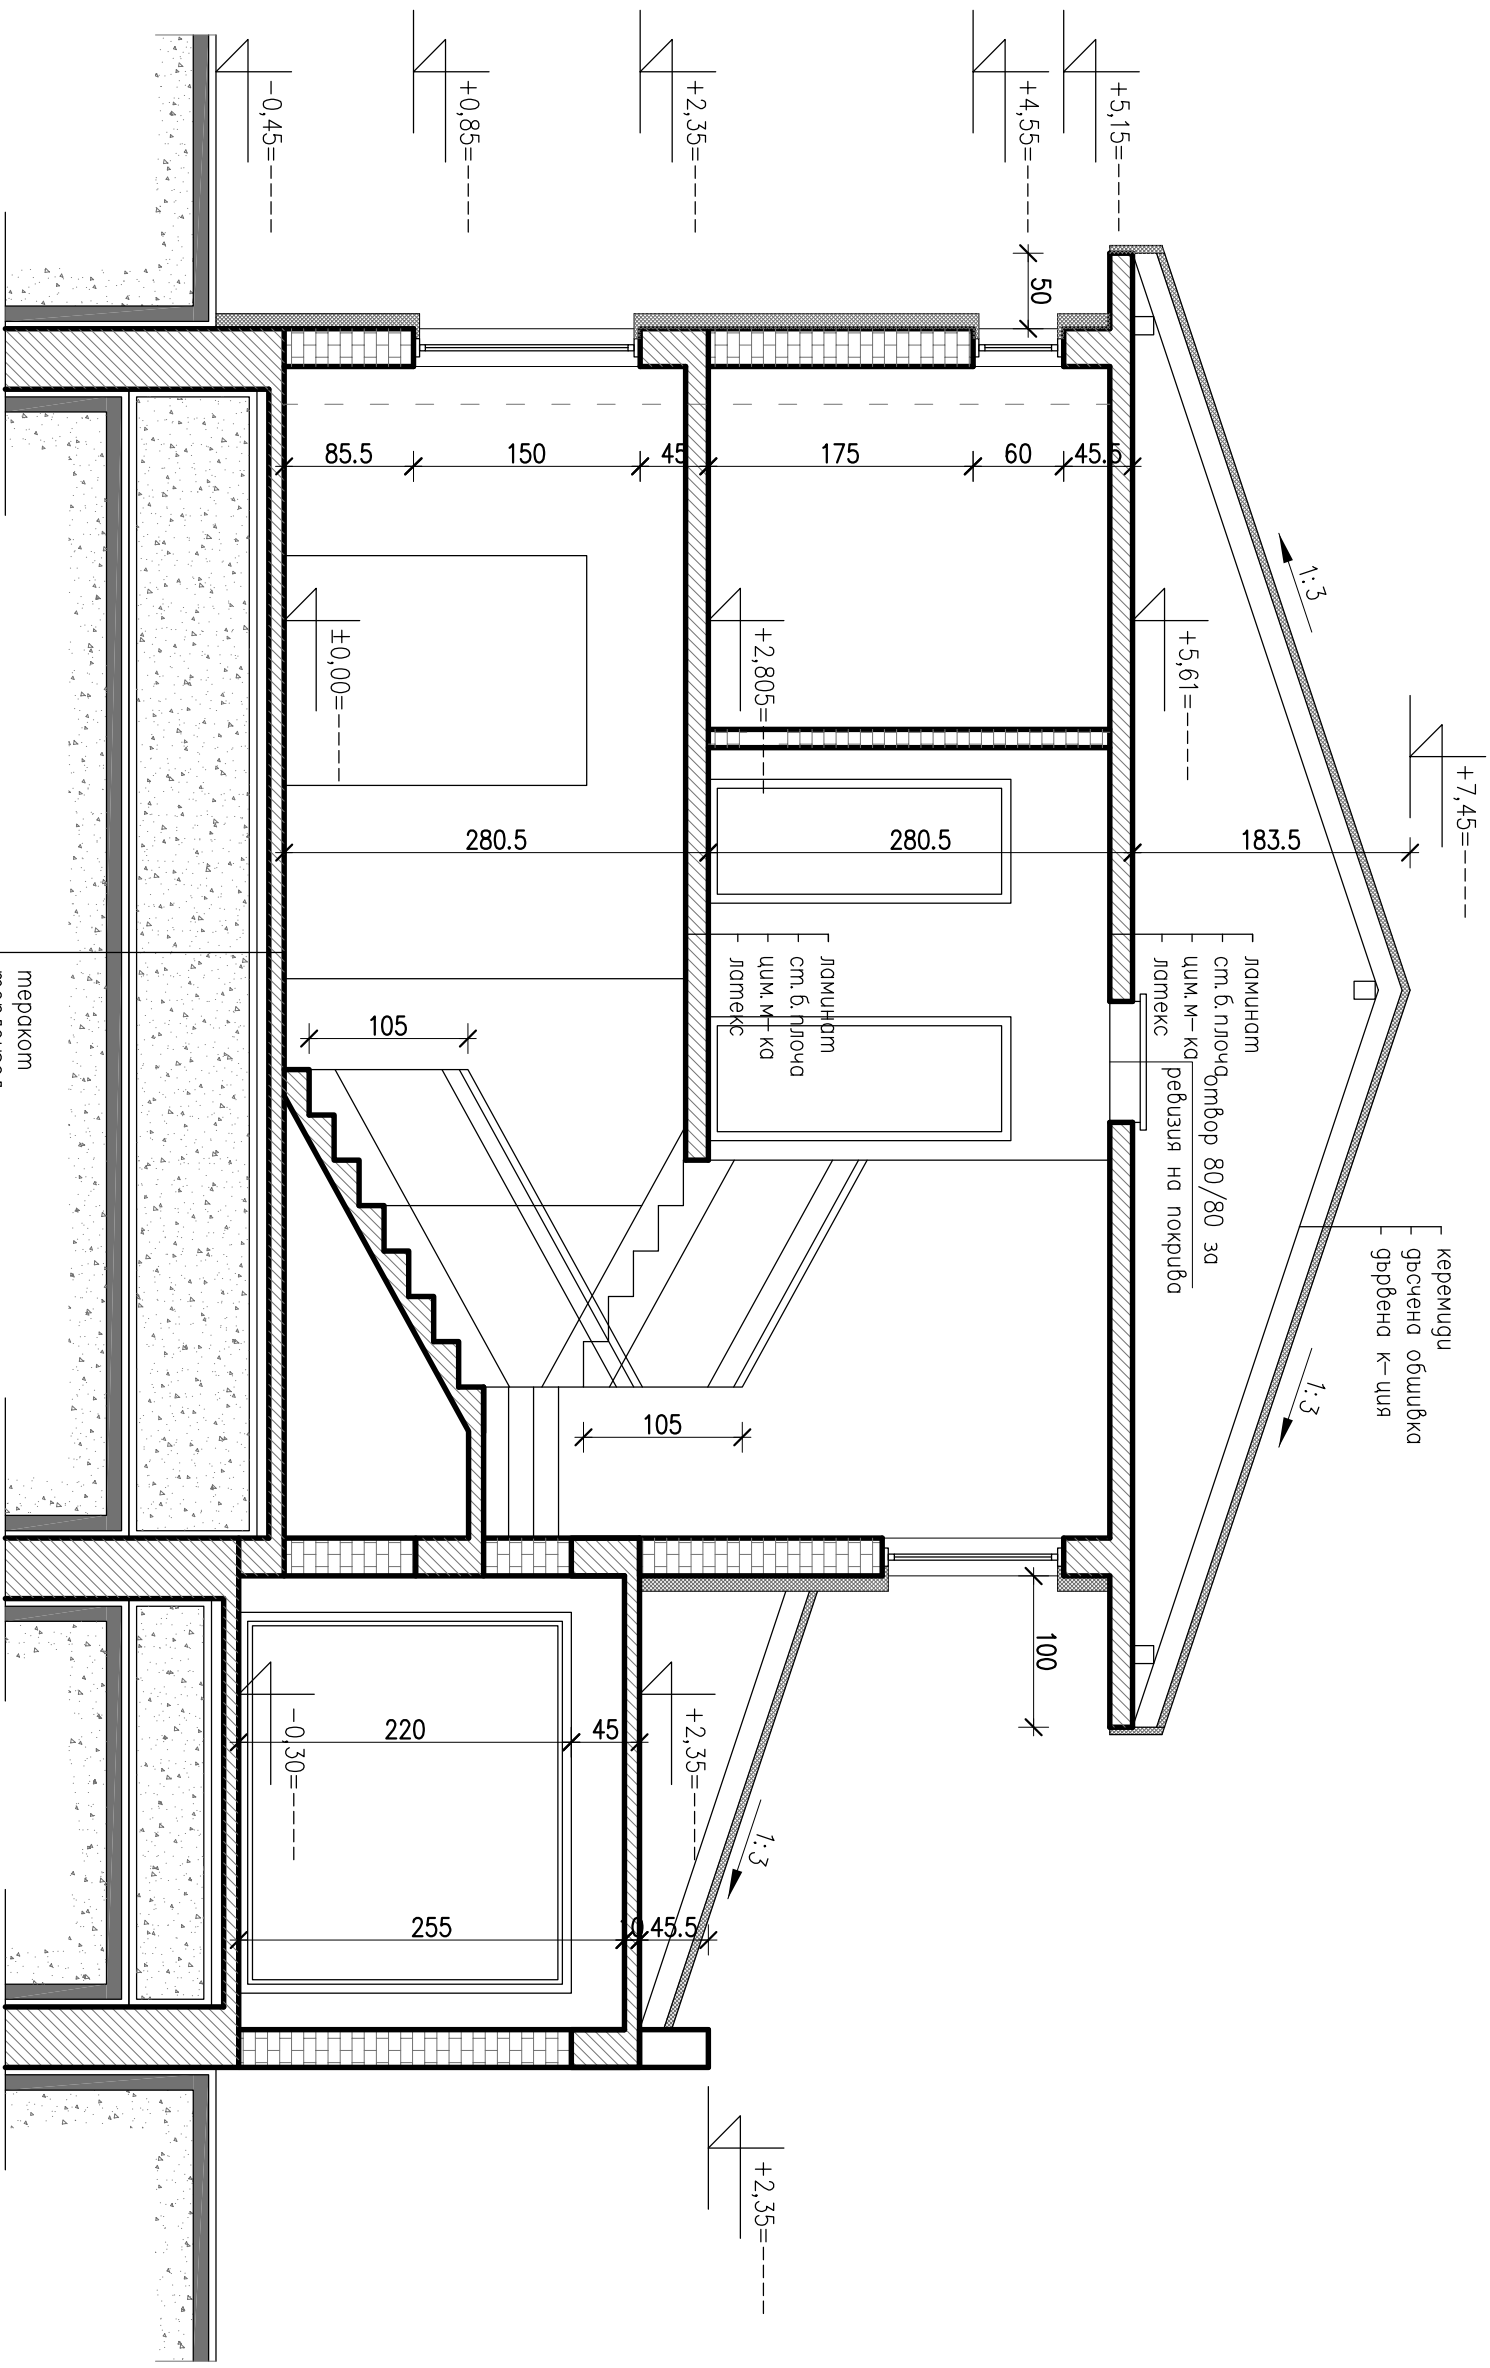 +7,45=
1:3
1:3
керемиди
дъсчена обшивка
дървена к-ция
183.5
+5,61=
ламинат
ст.б.плоча
цим.м-ка
латекс
отвор 80/80 за
ревизия на покрива
+5,15=
+4,55=
50
100
45.5
60
175
280.5
+2,805=
ламинат
ст.б.плоча
цим.м-ка
латекс
105
+2,35=
45
150
85.5
280.5
105
+0,85=
±0,00=
-0,45=
1:3
+2,35=
+2,35=
45
220
-0,30=
45.5
10
255
теракот